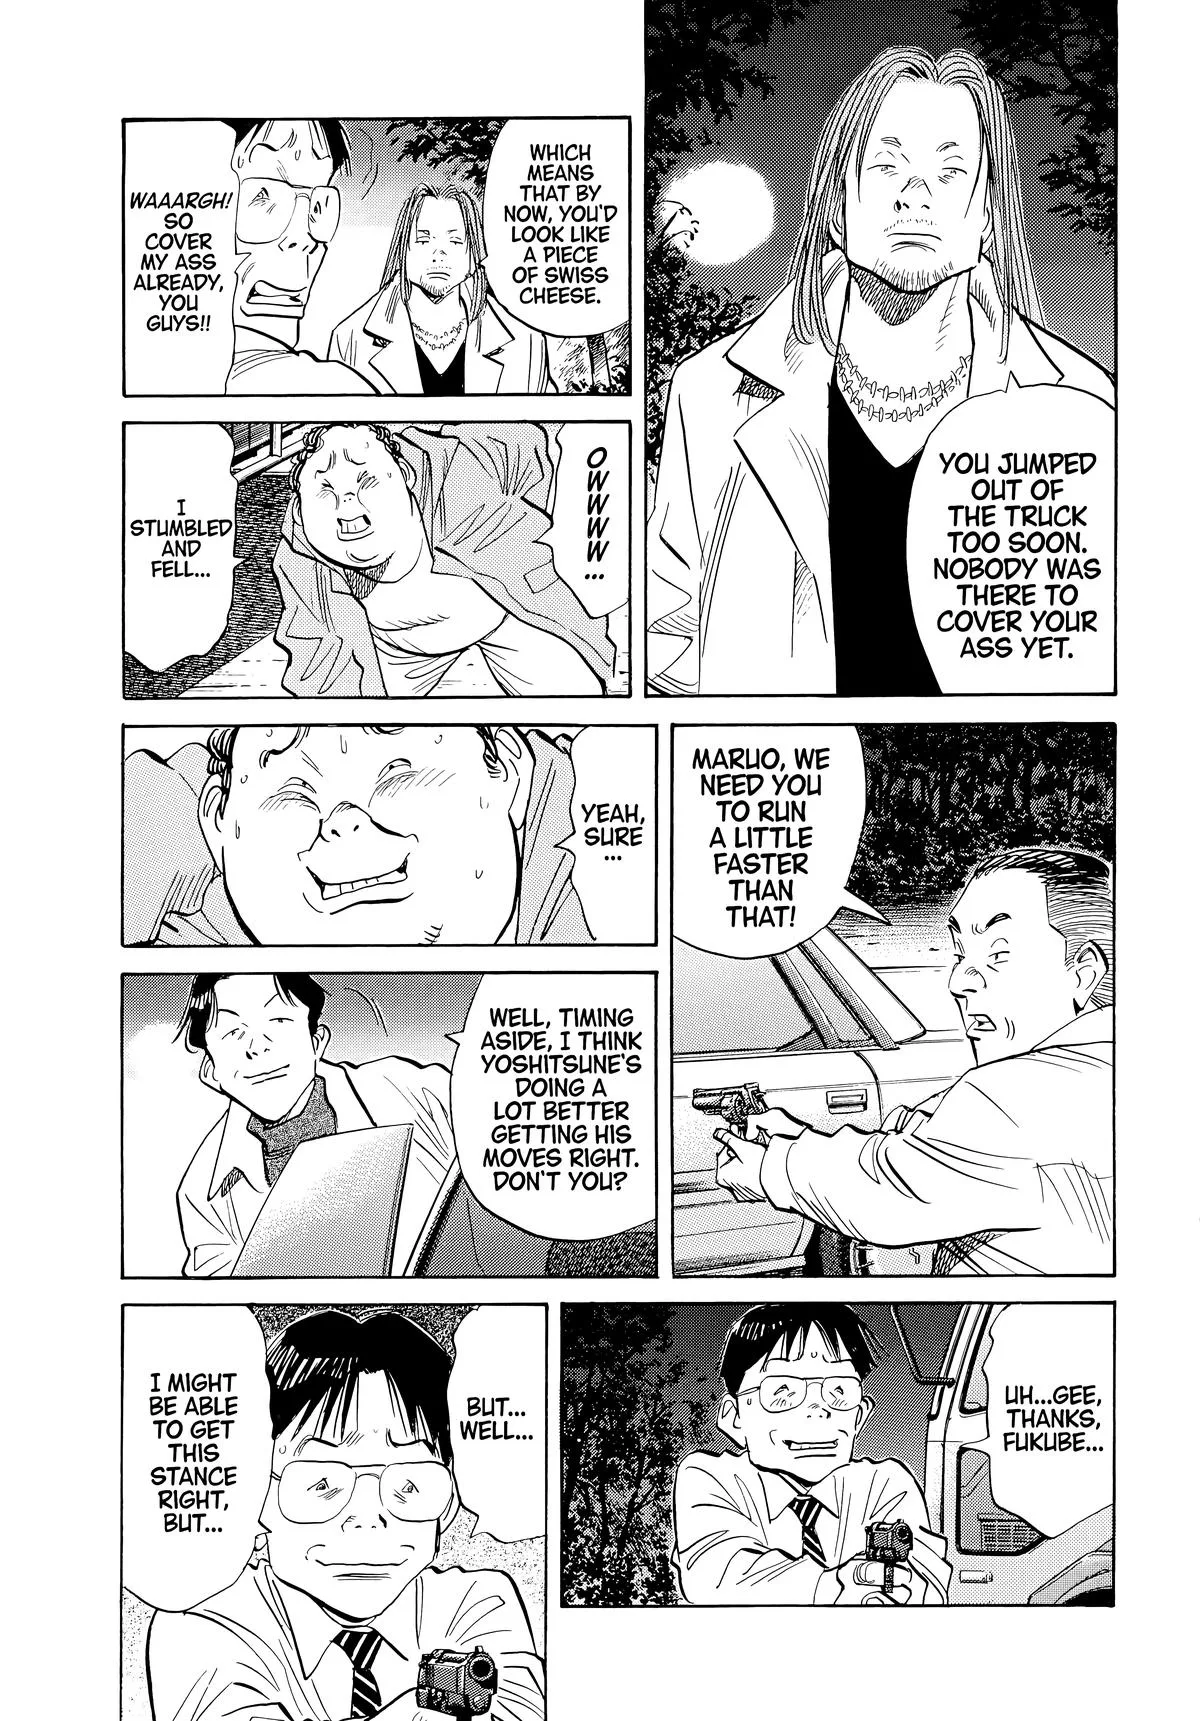 YOU JUMPED
OUT OF
THE TRUCK
TOO SOON.
NOBODY WAS
THERE TO
COVER YOUR
ASS YET.
WHICH
MEANS
THAT BY
NOW, YOU'D
LOOK LIKE
A PIECE
OF SWISS
CHEESE.
WAAARGH!
SO
COVER
MY ASS
ALREADY,
YOU
GUYS!!
OWWWW...
I
STUMBLED
AND
FELL...
MARUO, WE
NEED YOU
TO RUN
A LITTLE
FASTER
THAN
THAT!
YEAH,
SURE
...
WELL, TIMING
ASIDE, I THINK
YOSHITSUNE'S
DOING A
LOT BETTER
GETTING HIS
MOVES RIGHT.
DON'T YOU?
UH...GEE,
THANKS,
FUKUBE...
BUT...
WELL...
I MIGHT
BE ABLE
TO GET
THIS
STANCE
RIGHT,
BUT...